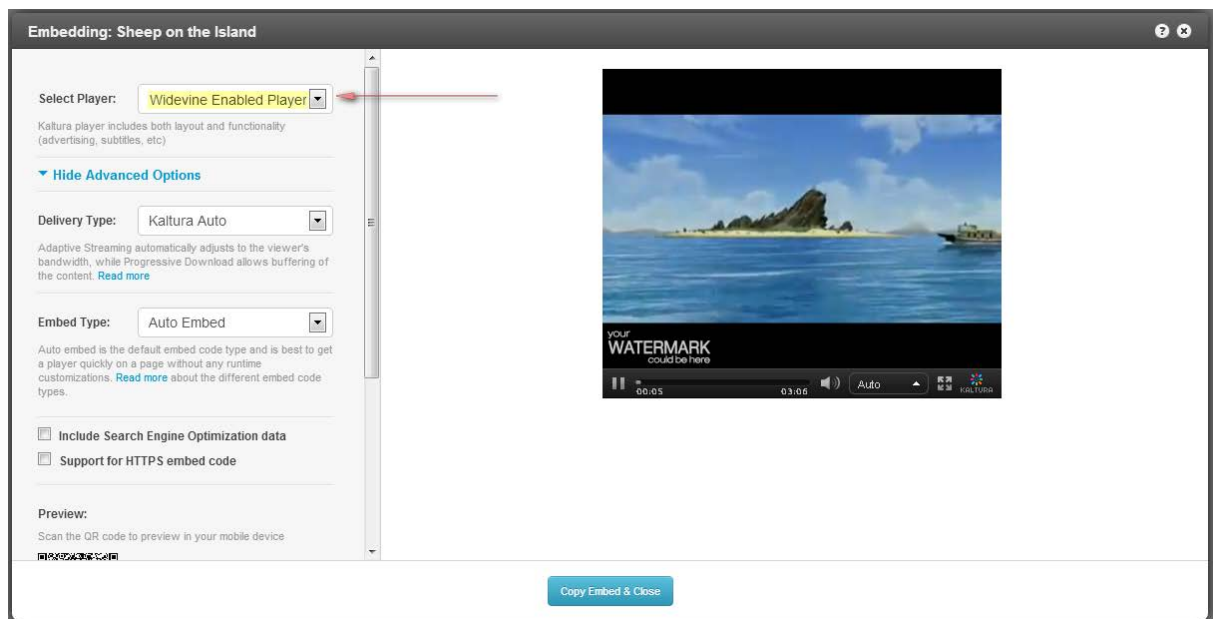 Embedding: Sheep on the Island
Select Player:
Widevine Enabled Player
Kaltura player includes both layout and functionality
(advertising, subtitles, etc)
Hide Advanced Options
Delivery Type:
Kaltura Auto
Adaptive Streaming automatically adjusts to the viewer's
bandwidth, while Progressive Download allows buffering of
the content. Read more
Embed Type:
Auto Embed
Auto embed is the default embed code type and is best to get
a player quickly on a page without any runtime
customizations. Read more about the different embed code
types.
Include Search Engine Optimization data
Support for HTTPS embed code
Preview:
Scan the QR code to preview in your mobile device
your
WATERMARK
could be here
00:05
03:06
Auto
KALTURA
Copy Embed & Close